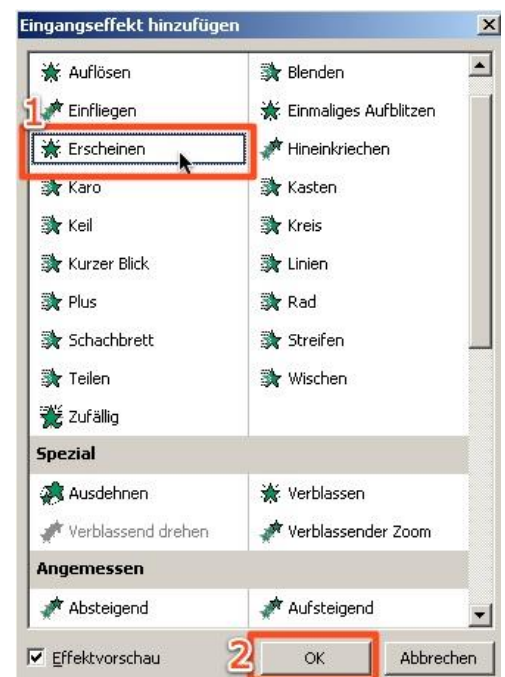 Eingangseffekt hinzufügen
Auflösen Blenden
1
Einfliegen Einmaliges Aufblitzen
Erscheinen Hineinkriechen
Karo Kasten
Keil Kreis
Kurzer Blick Linien
Plus Rad
Schachbrett Streifen
Teilen Wischen
Zufällig
Spezial
Ausdehnen Verblassen
Verblassend drehen Verblassender Zoom
Angemessen
Absteigend Aufsteigend
Effektvorschau 2 OK Abbrechen